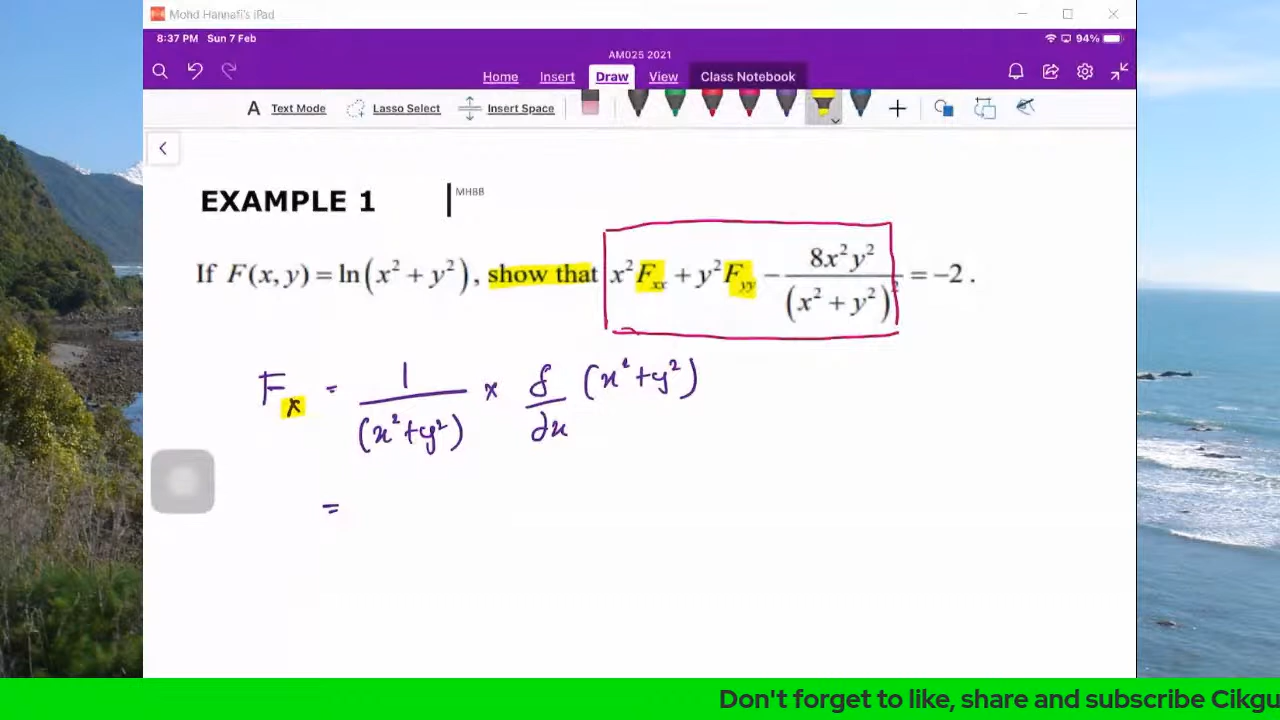 Mohd Hannafi's iPad
8:37 PM Sun 7 Feb 94%
AM025 2021
Home Insert Draw View Class Notebook
A Text Mode Lasso Select Insert Space
EXAMPLE 1 MHBB
If F(x, y) = ln(x² + y²), show that x²Fxx + y²Fyy − 8x²y² / (x² + y²)² = −2.
Fx = 1 / (x² + y²) × ∂/∂x (x² + y²)
=
Don't forget to like, share and subscribe Cikgu